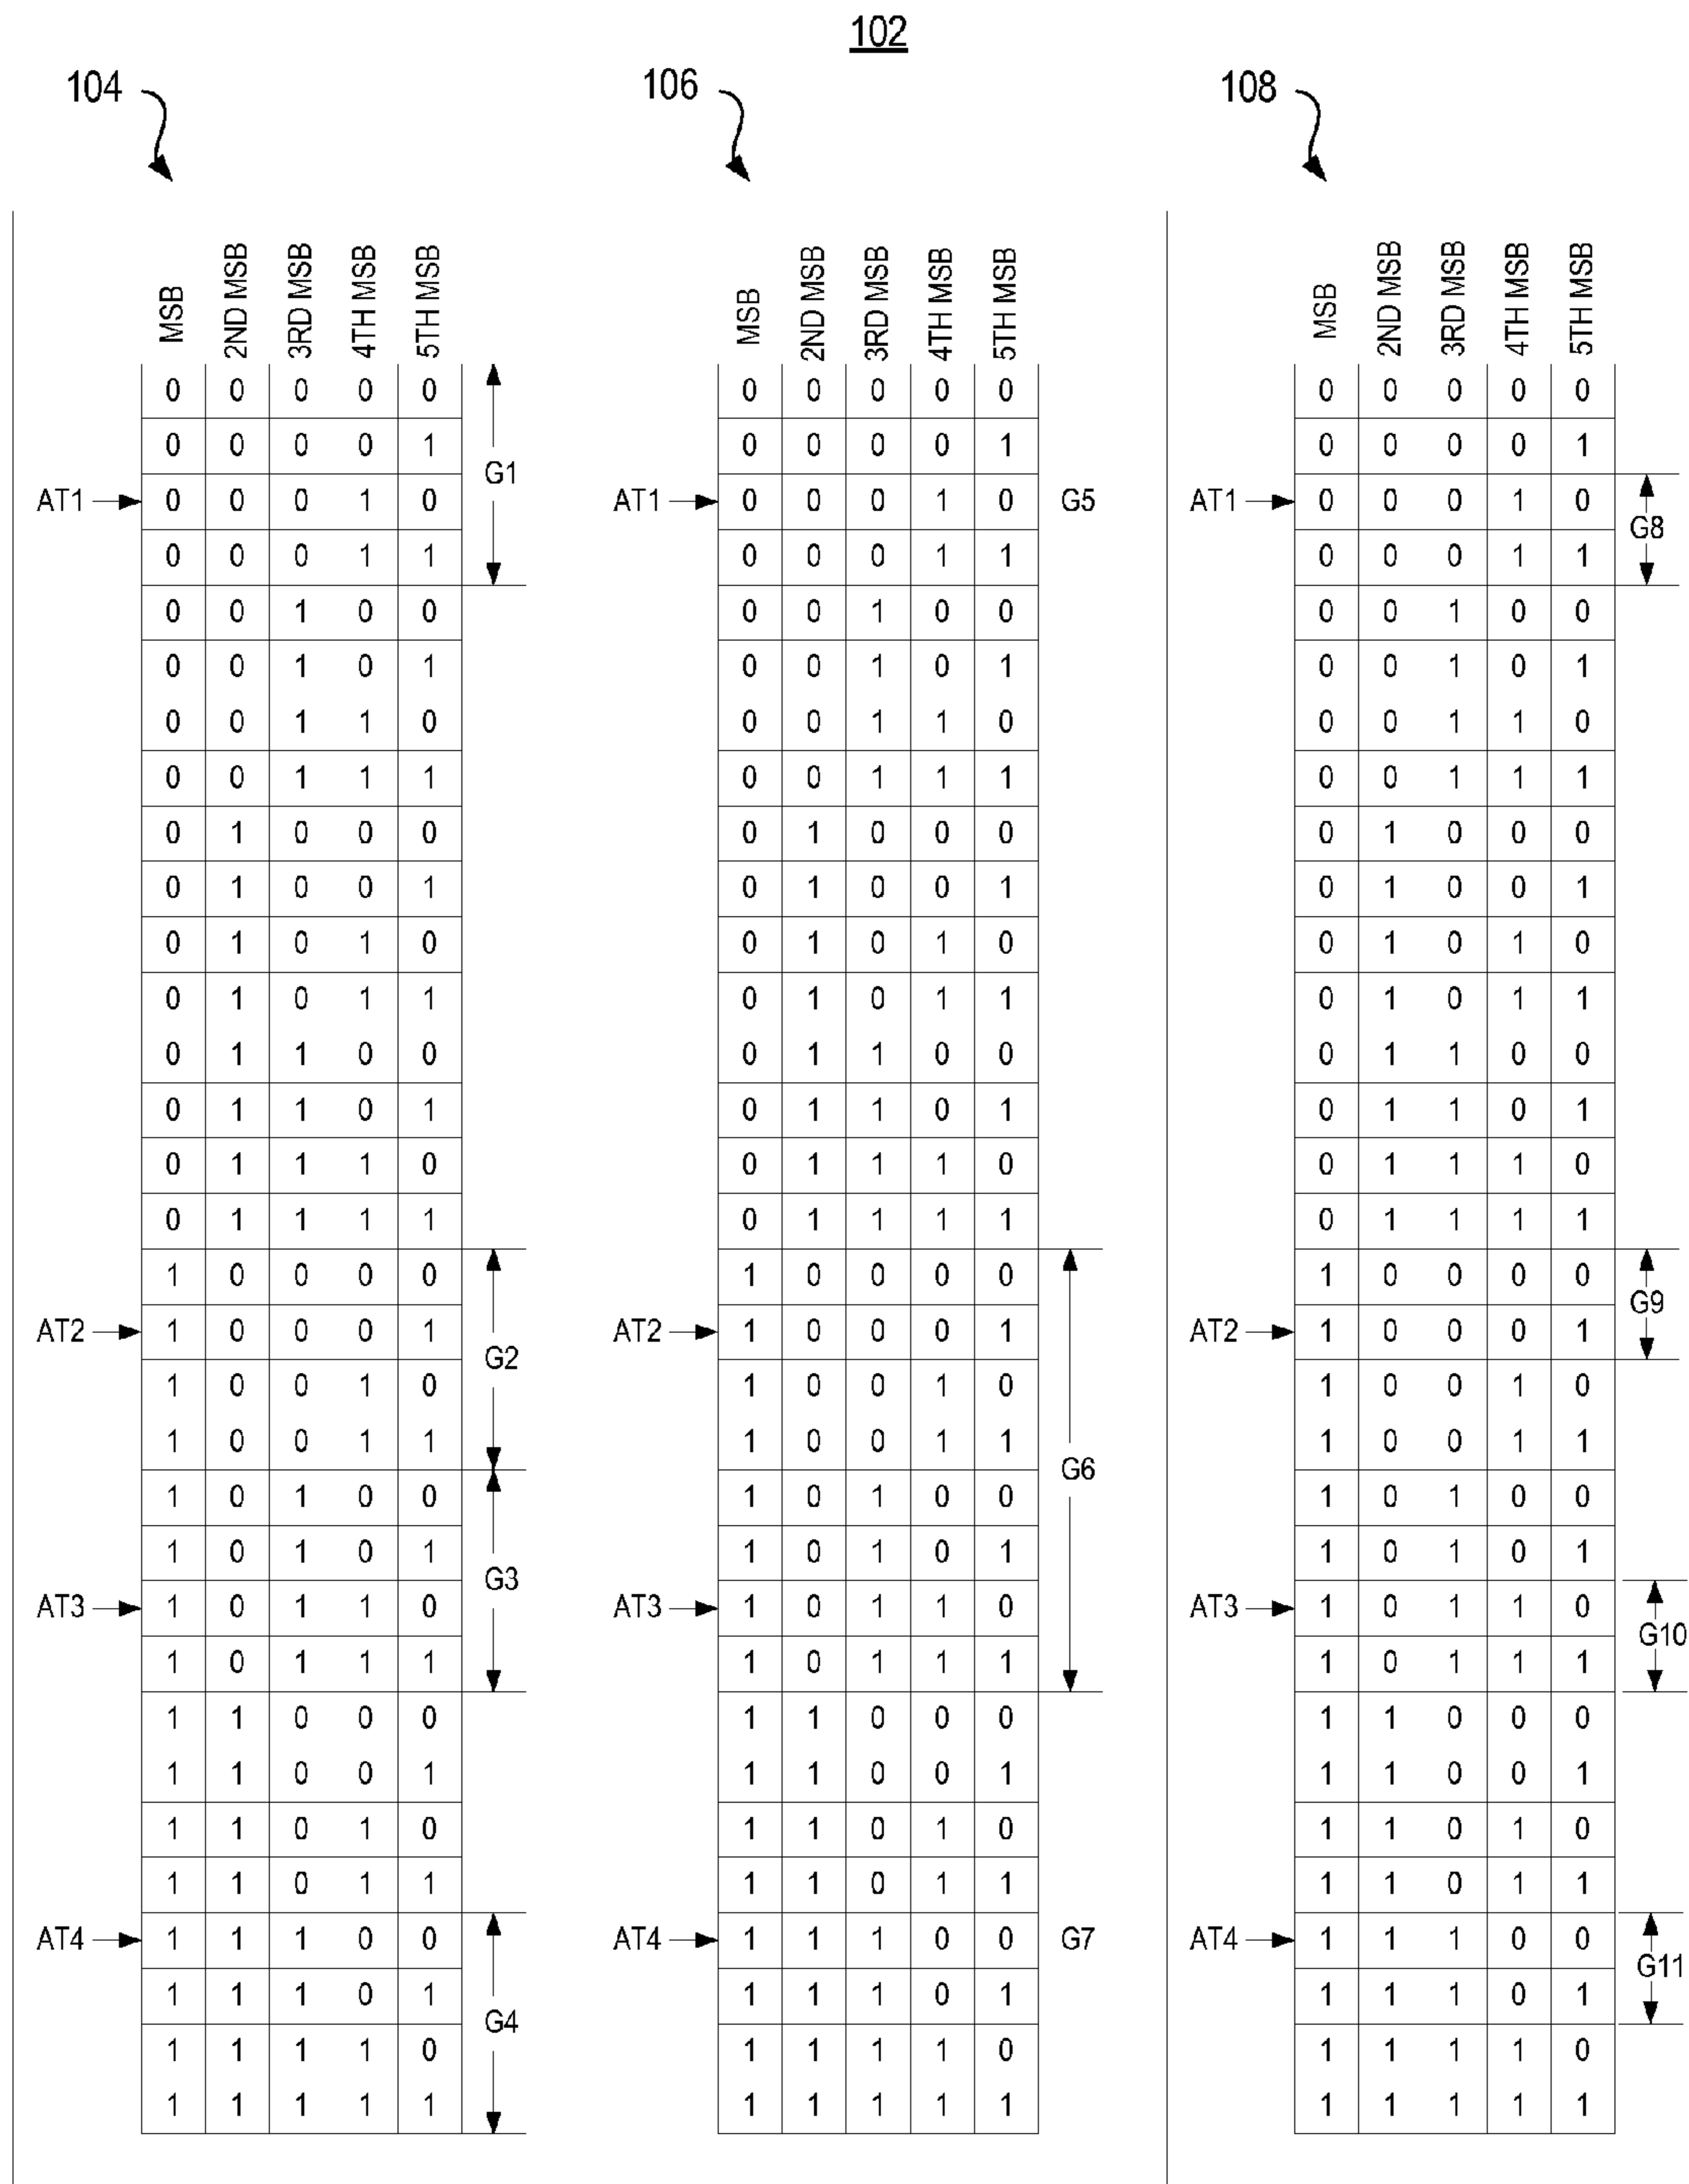 102
104
MSB 2ND MSB 3RD MSB 4TH MSB 5TH MSB
0 0 0 0 0
0 0 0 0 1
G1
AT1 0 0 0 1 0
0 0 0 1 1
0 0 1 0 0
0 0 1 0 1
0 0 1 1 0
0 0 1 1 1
0 1 0 0 0
0 1 0 0 1
0 1 0 1 0
0 1 0 1 1
0 1 1 0 0
0 1 1 0 1
0 1 1 1 0
0 1 1 1 1
1 0 0 0 0
AT2 1 0 0 0 1
G2
1 0 0 1 0
1 0 0 1 1
1 0 1 0 0
1 0 1 0 1
G3
AT3 1 0 1 1 0
1 0 1 1 1
1 1 0 0 0
1 1 0 0 1
1 1 0 1 0
1 1 0 1 1
AT4 1 1 1 0 0
1 1 1 0 1
G4
1 1 1 1 0
1 1 1 1 1
106
MSB 2ND MSB 3RD MSB 4TH MSB 5TH MSB
0 0 0 0 0
0 0 0 0 1
AT1 0 0 0 1 0 G5
0 0 0 1 1
0 0 1 0 0
0 0 1 0 1
0 0 1 1 0
0 0 1 1 1
0 1 0 0 0
0 1 0 0 1
0 1 0 1 0
0 1 0 1 1
0 1 1 0 0
0 1 1 0 1
0 1 1 1 0
0 1 1 1 1
1 0 0 0 0
AT2 1 0 0 0 1
1 0 0 1 0
1 0 0 1 1
G6
1 0 1 0 0
1 0 1 0 1
AT3 1 0 1 1 0
1 0 1 1 1
1 1 0 0 0
1 1 0 0 1
1 1 0 1 0
1 1 0 1 1
AT4 1 1 1 0 0 G7
1 1 1 0 1
1 1 1 1 0
1 1 1 1 1
108
MSB 2ND MSB 3RD MSB 4TH MSB 5TH MSB
0 0 0 0 0
0 0 0 0 1
AT1 0 0 0 1 0
G8
0 0 0 1 1
0 0 1 0 0
0 0 1 0 1
0 0 1 1 0
0 0 1 1 1
0 1 0 0 0
0 1 0 0 1
0 1 0 1 0
0 1 0 1 1
0 1 1 0 0
0 1 1 0 1
0 1 1 1 0
0 1 1 1 1
1 0 0 0 0
G9
AT2 1 0 0 0 1
1 0 0 1 0
1 0 0 1 1
1 0 1 0 0
1 0 1 0 1
AT3 1 0 1 1 0
G10
1 0 1 1 1
1 1 0 0 0
1 1 0 0 1
1 1 0 1 0
1 1 0 1 1
AT4 1 1 1 0 0
G11
1 1 1 0 1
1 1 1 1 0
1 1 1 1 1